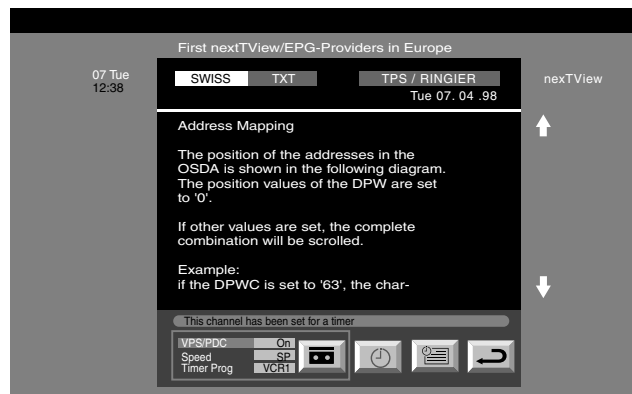 First nextTView/EPG-Providers in Europe
07 Tue
12:38
SWISS TXT TPS / RINGIER
Tue 07. 04 .98
nexTView
Address Mapping
The position of the addresses in the
OSDA is shown in the following diagram.
The position values of the DPW are set
to '0'.
If other values are set, the complete
combination will be scrolled.
Example:
if the DPWC is set to '63', the char-
This channel has been set for a timer
VPS/PDC On
Speed SP
Timer Prog VCR1